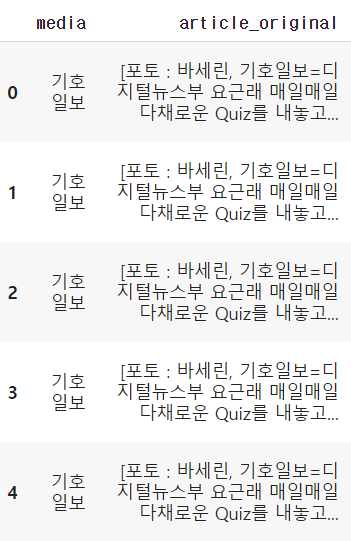 media article_original
0 기호 [포토 : 바세린, 기호일보=디
일보 지털뉴스부 요근래 매일매일
다채로운 Quiz를 내놓고...
1 기호 [포토 : 바세린, 기호일보=디
일보 지털뉴스부 요근래 매일매일
다채로운 Quiz를 내놓고...
2 기호 [포토 : 바세린, 기호일보=디
일보 지털뉴스부 요근래 매일매일
다채로운 Quiz를 내놓고...
3 기호 [포토 : 바세린, 기호일보=디
일보 지털뉴스부 요근래 매일매일
다채로운 Quiz를 내놓고...
4 기호 [포토 : 바세린, 기호일보=디
일보 지털뉴스부 요근래 매일매일
다채로운 Quiz를 내놓고...